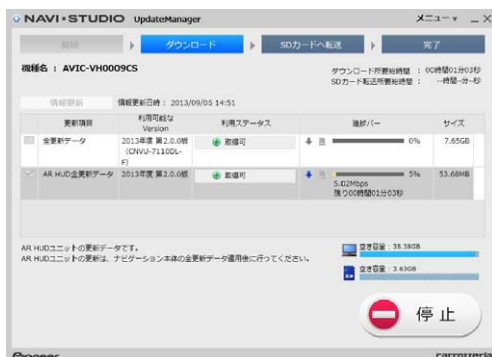 NAVI•STUDIO UpdateManager
メニュー
開始
ダウンロード
SDカードへ転送
完了
機種名 : AVIC-VH0009CS
ダウンロード所要総時間 : 00時間01分03秒
SDカード転送所要総時間 : --時間--分--秒
情報更新
情報更新日時 : 2013/09/05 14:51
更新項目
利用可能な
Version
利用ステータス
進捗バー
サイズ
全更新データ
2013年度 第2.0.0版
(CNVU-7110DL-
F)
取得可
0%
7.65GB
AR HUD全更新データ
2013年度 第2.0.0版
取得可
5%
53.68MB
5.02Mbps
残り00時間01分03秒
AR HUDユニットの更新データです。
AR HUDユニットの更新は、ナビゲーション本体の全更新データ適用後に行ってください。
空き容量 : 38.38GB
空き容量 : 3.63GB
停止
Pioneer
carrozzeria